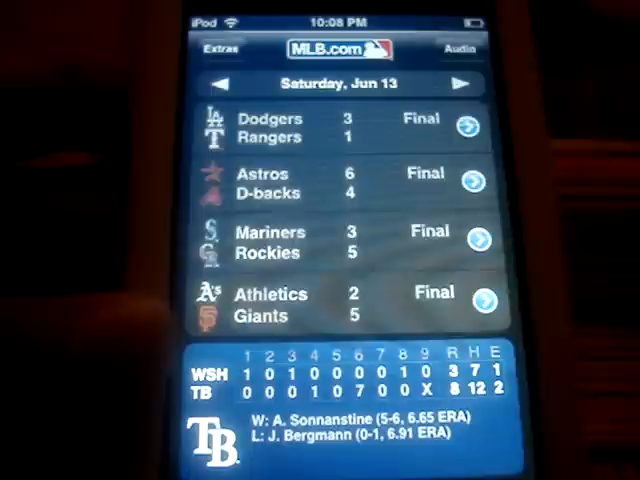 iPod 10:08 PM
Extras MLB.com Audio
Saturday, Jun 13
LA Dodgers 3 Final
T Rangers 1
Astros 6 Final
D-backs 4
S Mariners 3 Final
CR Rockies 5
A's Athletics 2 Final
SF Giants 5
1 2 3 4 5 6 7 8 9 R H E
WSH 1 0 1 0 0 0 0 1 0 3 7 1
TB 0 0 0 1 0 7 0 0 X 8 12 2
TB W: A. Sonnanstine (5-6, 6.65 ERA)
L: J. Bergmann (0-1, 6.91 ERA)